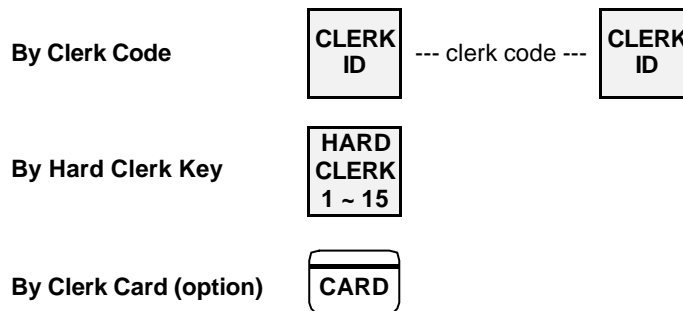 By Clerk Code
CLERK
ID
--- clerk code ---
CLERK
ID
By Hard Clerk Key
HARD
CLERK
1 ~ 15
By Clerk Card (option)
CARD